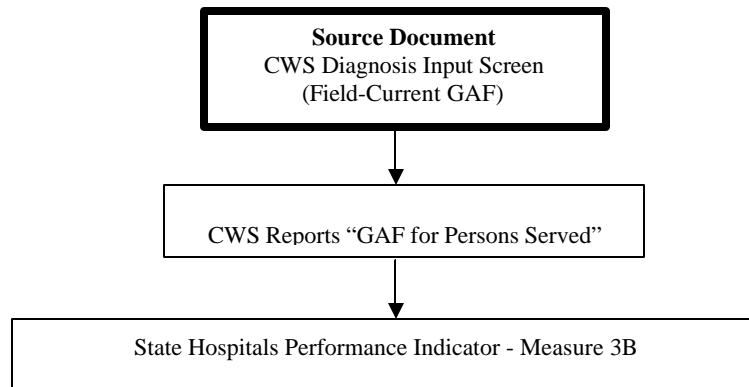 Source Document
CWS Diagnosis Input Screen
(Field-Current GAF)
CWS Reports “GAF for Persons Served”
State Hospitals Performance Indicator - Measure 3B